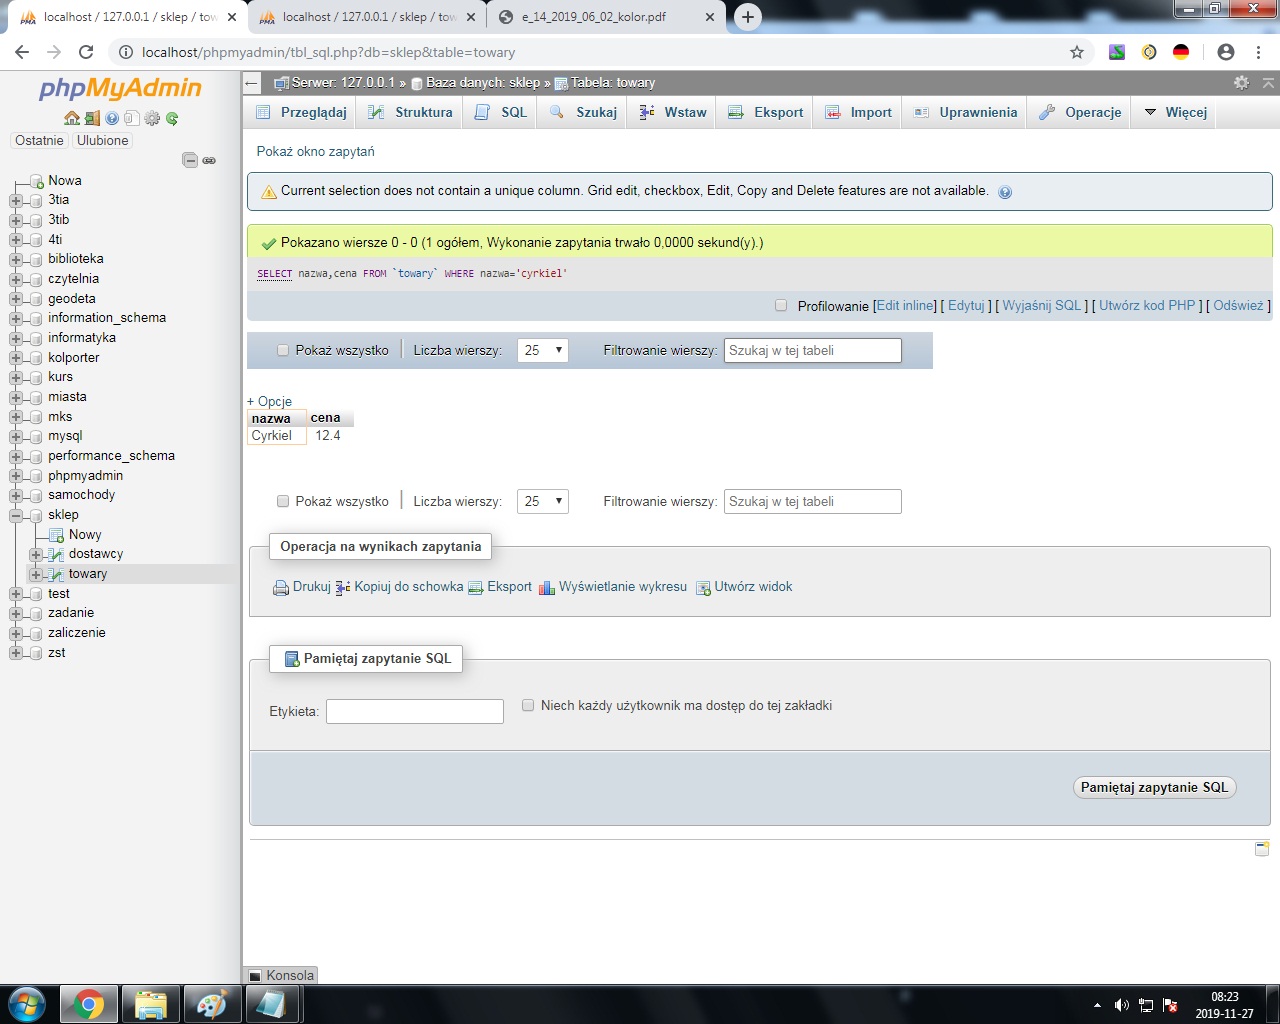 localhost / 127.0.0.1 / sklep / tow
localhost / 127.0.0.1 / sklep / tow
e_14_2019_06_02_kolor.pdf
localhost/phpmyadmin/tbl_sql.php?db=sklep&table=towary
phpMyAdmin
Ostatnie Ulubione
Nowa
3tia
3tib
4ti
biblioteka
czytelnia
geodeta
information_schema
informatyka
kolporter
kurs
miasta
mks
mysql
performance_schema
phpmyadmin
samochody
sklep
Nowy
dostawcy
towary
test
zadanie
zaliczenie
zst
Serwer: 127.0.0.1 » Baza danych: sklep » Tabela: towary
Przeglądaj Struktura SQL Szukaj Wstaw Eksport Import Uprawnienia Operacje Więcej
Pokaż okno zapytań
Current selection does not contain a unique column. Grid edit, checkbox, Edit, Copy and Delete features are not available.
Pokazano wiersze 0 - 0 (1 ogółem, Wykonanie zapytania trwało 0,0000 sekund(y).)
SELECT nazwa,cena FROM `towary` WHERE nazwa='cyrkiel'
Profilowanie [Edit inline] [ Edytuj ] [ Wyjaśnij SQL ] [ Utwórz kod PHP ] [ Odśwież ]
Pokaż wszystko | Liczba wierszy: 25 Filtrowanie wierszy: Szukaj w tej tabeli
+ Opcje
nazwa cena
Cyrkiel 12.4
Pokaż wszystko | Liczba wierszy: 25 Filtrowanie wierszy: Szukaj w tej tabeli
Operacja na wynikach zapytania
Drukuj Kopiuj do schowka Eksport Wyświetlanie wykresu Utwórz widok
Pamiętaj zapytanie SQL
Etykieta: Niech każdy użytkownik ma dostęp do tej zakładki
Pamiętaj zapytanie SQL
Konsola
08:23
2019-11-27